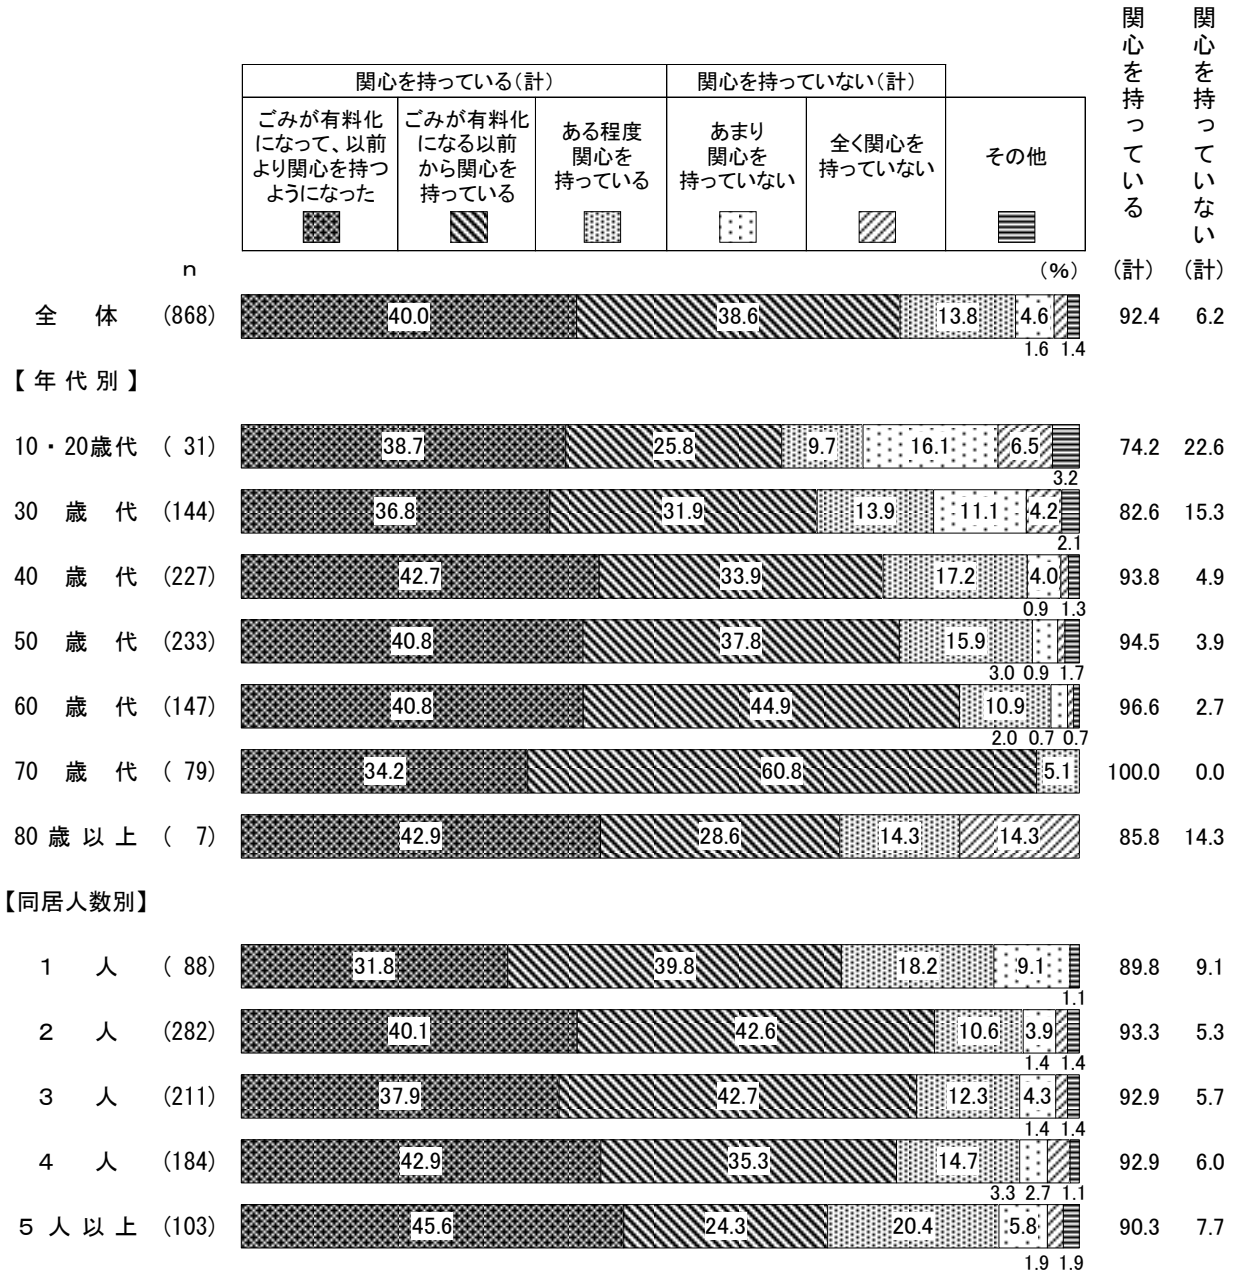 関心を持っている
(計)
関心を持っていない
(計)
関心を持っている(計)
関心を持っていない(計)
ごみが有料化
になって、以前
より関心を持つ
ようになった
ごみが有料化
になる以前
から関心を
持っている
ある程度
関心を
持っている
あまり
関心を
持っていない
全く関心を
持っていない
その他
n
(%)
全 体 (868) 40.0 38.6 13.8 4.6 92.4 6.2
1.6 1.4
【年代別】
10・20歳代 ( 31) 38.7 25.8 9.7 16.1 6.5 74.2 22.6
3.2
30 歳 代 (144) 36.8 31.9 13.9 11.1 4.2 82.6 15.3
2.1
40 歳 代 (227) 42.7 33.9 17.2 4.0 93.8 4.9
0.9 1.3
50 歳 代 (233) 40.8 37.8 15.9 94.5 3.9
3.0 0.9 1.7
60 歳 代 (147) 40.8 44.9 10.9 96.6 2.7
2.0 0.7 0.7
70 歳 代 ( 79) 34.2 60.8 5.1 100.0 0.0
80 歳 以 上 ( 7) 42.9 28.6 14.3 14.3 85.8 14.3
【同居人数別】
1 人 ( 88) 31.8 39.8 18.2 9.1 89.8 9.1
1.1
2 人 (282) 40.1 42.6 10.6 3.9 93.3 5.3
1.4 1.4
3 人 (211) 37.9 42.7 12.3 4.3 92.9 5.7
1.4 1.4
4 人 (184) 42.9 35.3 14.7 92.9 6.0
3.3 2.7 1.1
5 人 以 上 (103) 45.6 24.3 20.4 5.8 90.3 7.7
1.9 1.9